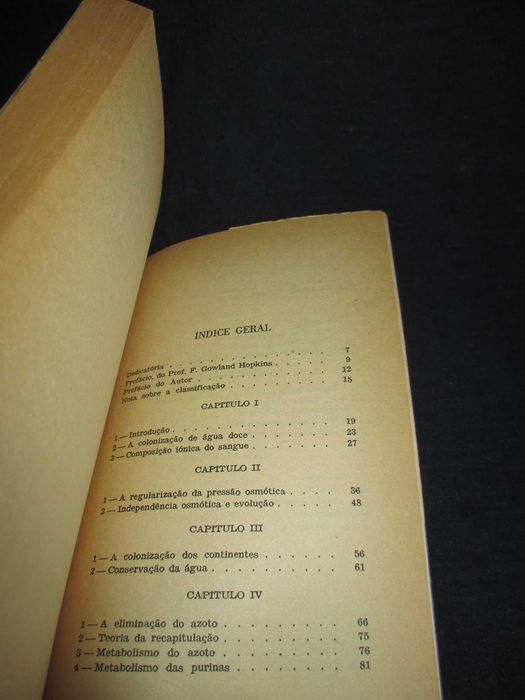 ÍNDICE GERAL
Dedicatória . . . . . . . . . . . . . 7
Prefácio, do Prof. F. Gowland Hopkins . . . . . 9
Prefácio do Autor . . . . . . . . . . . 12
Nota sobre a classificação . . . . . . . . 15
CAPITULO I
1 — Introdução . . . . . . . . . . . . 19
2 — A colonização de água doce . . . . . . . 23
3 — Composição iónica do sangue . . . . . . . 27
CAPITULO II
1 — A regularização da pressão osmótica . . . . 36
2 — Independência osmótica e evolução . . . . . 48
CAPITULO III
1 — A colonização dos continentes . . . . . . 56
2 — Conservação da água . . . . . . . . . 61
CAPITULO IV
1 — A eliminação do azoto . . . . . . . . 66
2 — Teoria da recapitulação . . . . . . . . 75
3 — Metabolismo do azoto . . . . . . . . 76
4 — Metabolismo das purinas . . . . . . . . 81